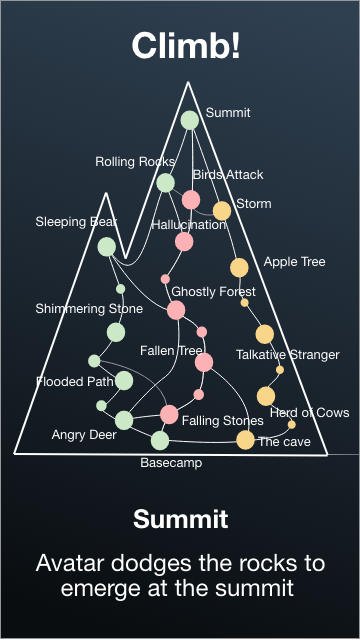 Climb!
Summit
Rolling Rocks
Birds Attack
Storm
Sleeping Bear
Hallucination
Apple Tree
Ghostly Forest
Shimmering Stone
Fallen Tree
Talkative Stranger
Flooded Path
Herd of Cows
Falling Stones
Angry Deer
The cave
Basecamp
Summit
Avatar dodges the rocks to
emerge at the summit